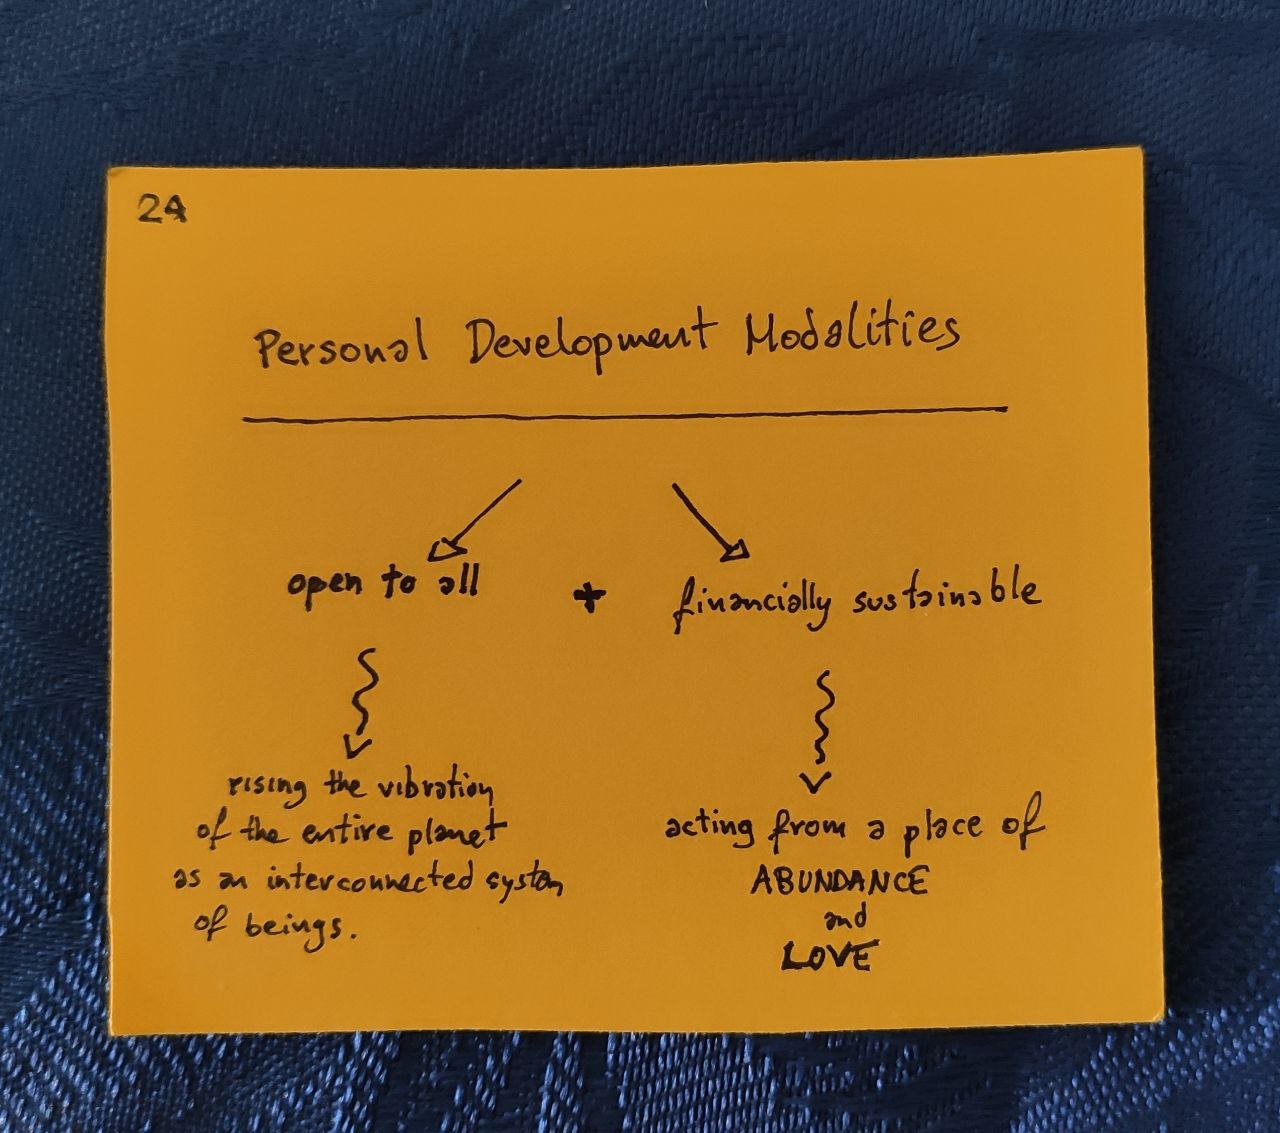 24
Personal Development Modalities
open to all + financially sustainable
rising the vibration
of the entire planet
as an interconnected system
of beings.
acting from a place of
ABUNDANCE
and
LOVE